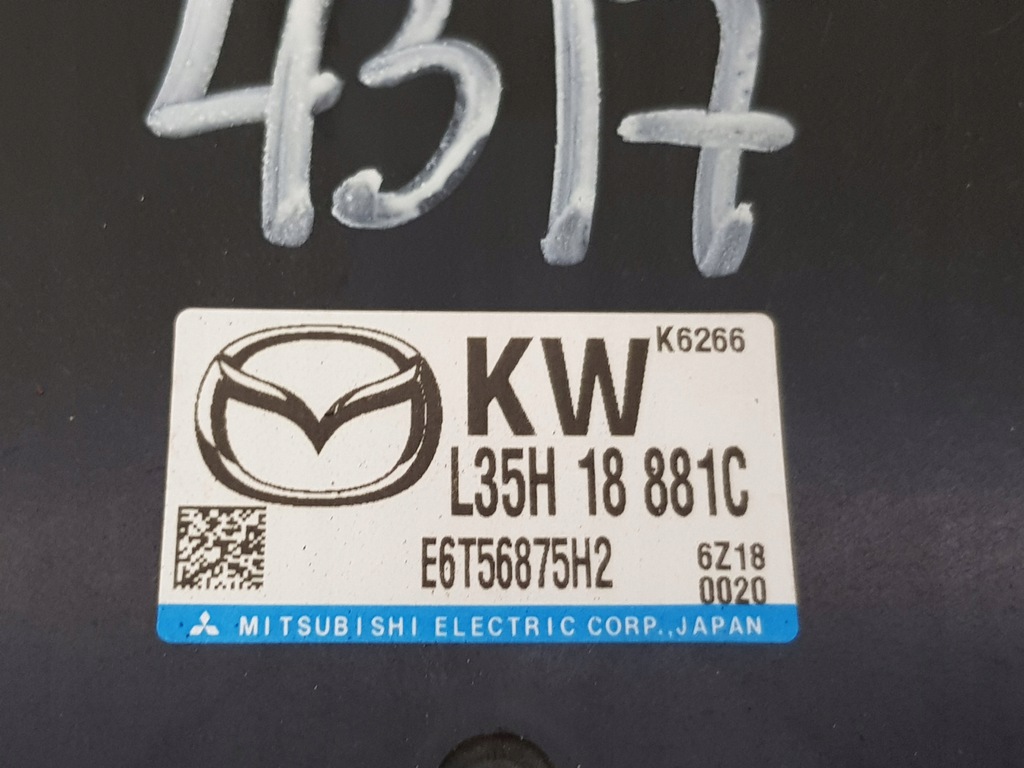 4317
KW K6266
L35H 18 881C
E6T56875H2 6Z18
0020
MITSUBISHI ELECTRIC CORP., JAPAN